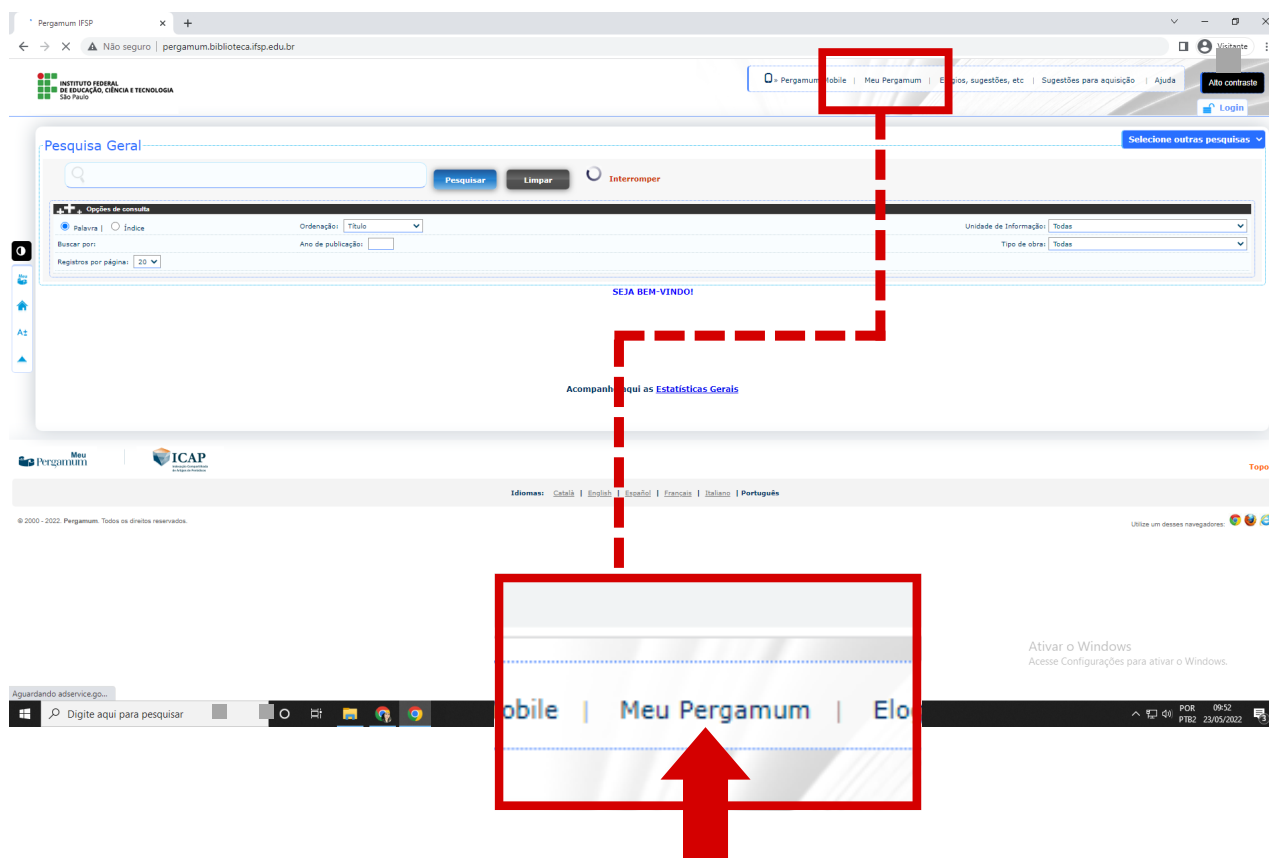 Pergamum IFSP
Não seguro | pergamum.biblioteca.ifsp.edu.br
Visitante
INSTITUTO FEDERAL
DE EDUCAÇÃO, CIÊNCIA E TECNOLOGIA
São Paulo
» Pergamum Mobile | Meu Pergamum | Elogios, sugestões, etc | Sugestões para aquisição | Ajuda
Alto contraste
Login
Pesquisa Geral
Selecione outras pesquisas
Pesquisar Limpar Interromper
Opções de consulta
Palavra | Índice Ordenação: Título Unidade de Informação: Todas
Buscar por: Ano de publicação: Tipo de obra: Todas
Registros por página: 20
Meu
A±
SEJA BEM-VINDO!
Acompanhe aqui as Estatísticas Gerais
Meu
Pergamum
ICAP
Topo
Idiomas: Català | English | Español | Français | Italiano | Português
© 2000 - 2022. Pergamum. Todos os direitos reservados.
Utilize um desses navegadores:
Ativar o Windows
Acesse Configurações para ativar o Windows.
Aguardando adservice.go...
Digite aqui para pesquisar
POR 09:52
PTB2 23/05/2022
obile | Meu Pergamum | Elo